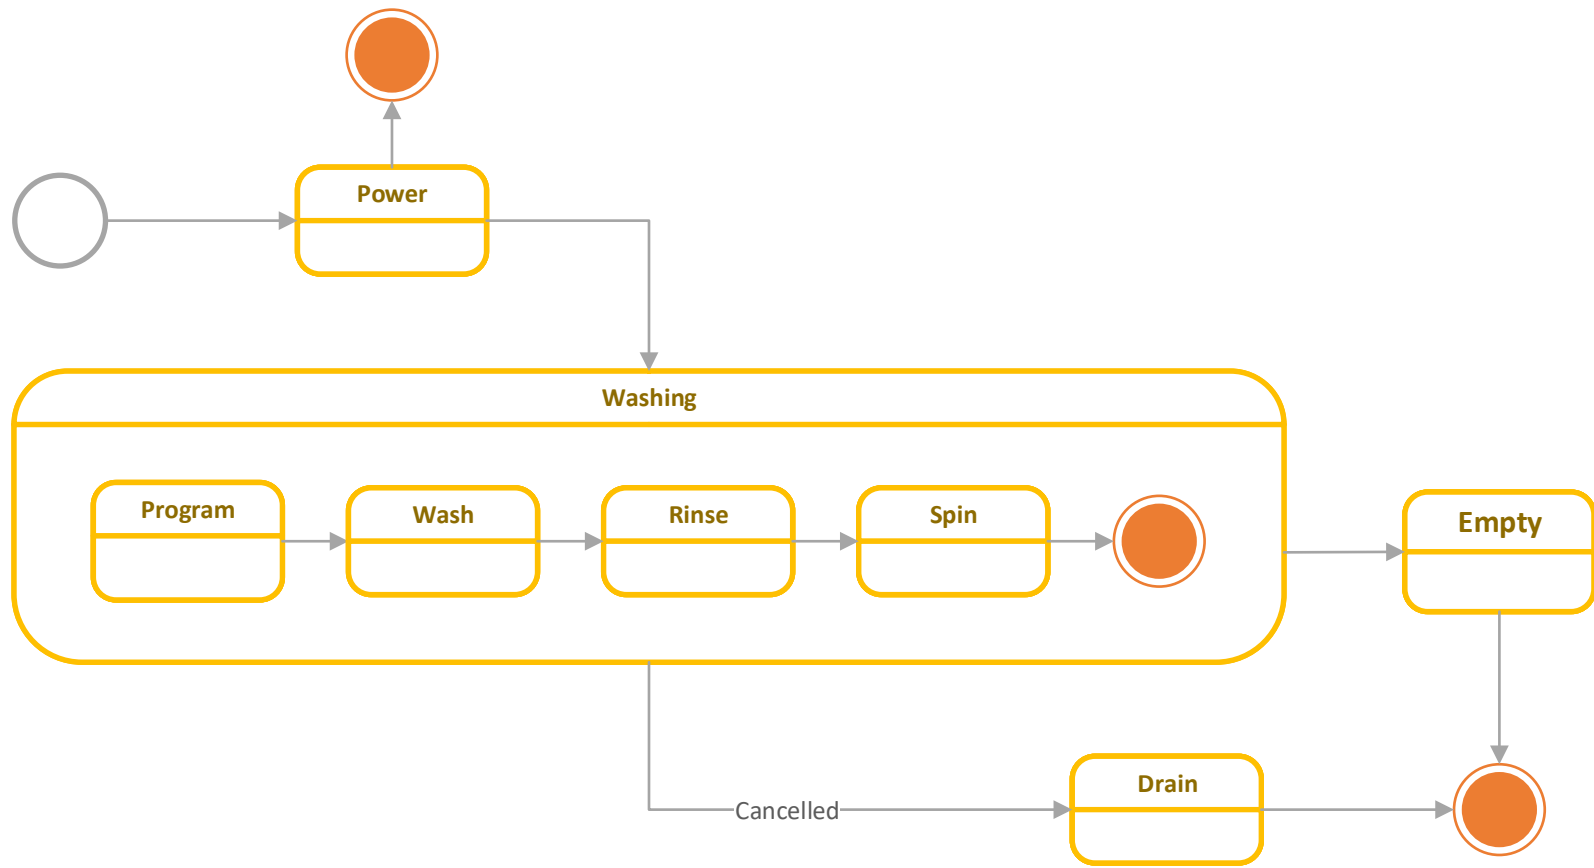 Power
Washing
Program
Wash
Rinse
Spin
Empty
Drain
Cancelled